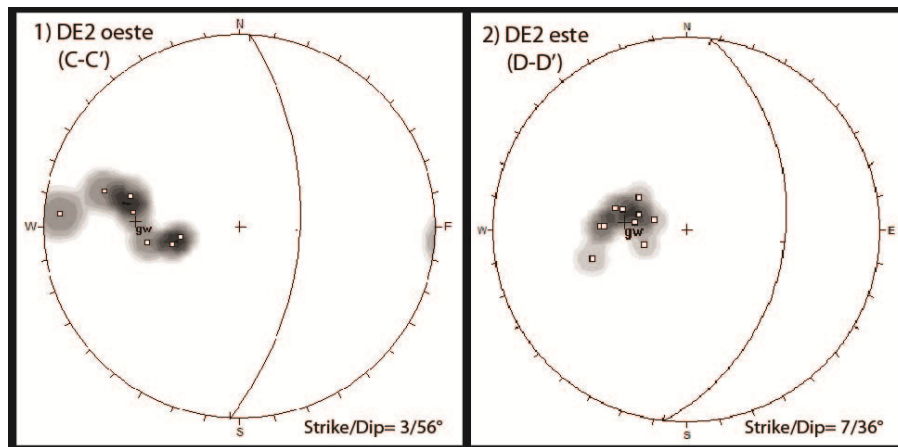 1) DE2 oeste
(C-C')
N
W
gw
E
S
Strike/Dip= 3/56°
2) DE2 este
(D-D')
N
W
gw
E
S
Strike/Dip= 7/36°